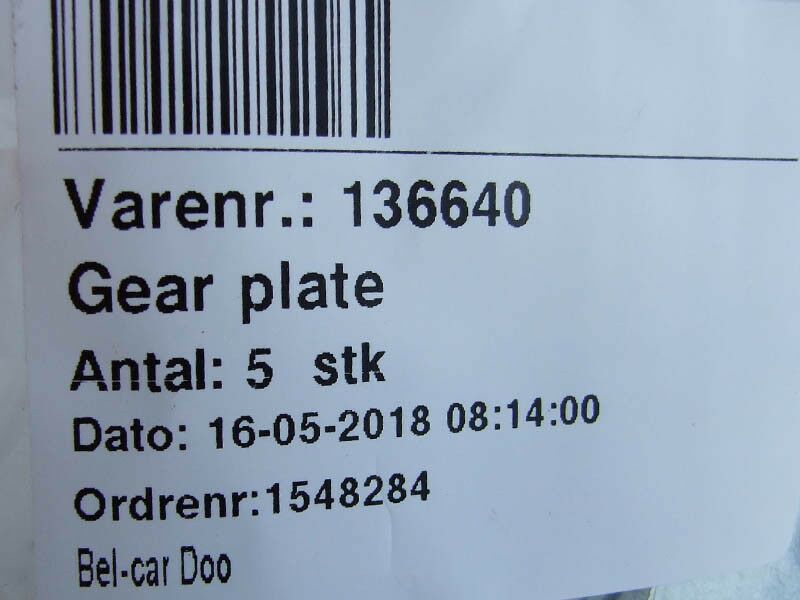 Varenr.: 136640
Gear plate
Antal: 5 stk
Dato: 16-05-2018 08:14:00
Ordrenr:1548284
Bel-car Doo